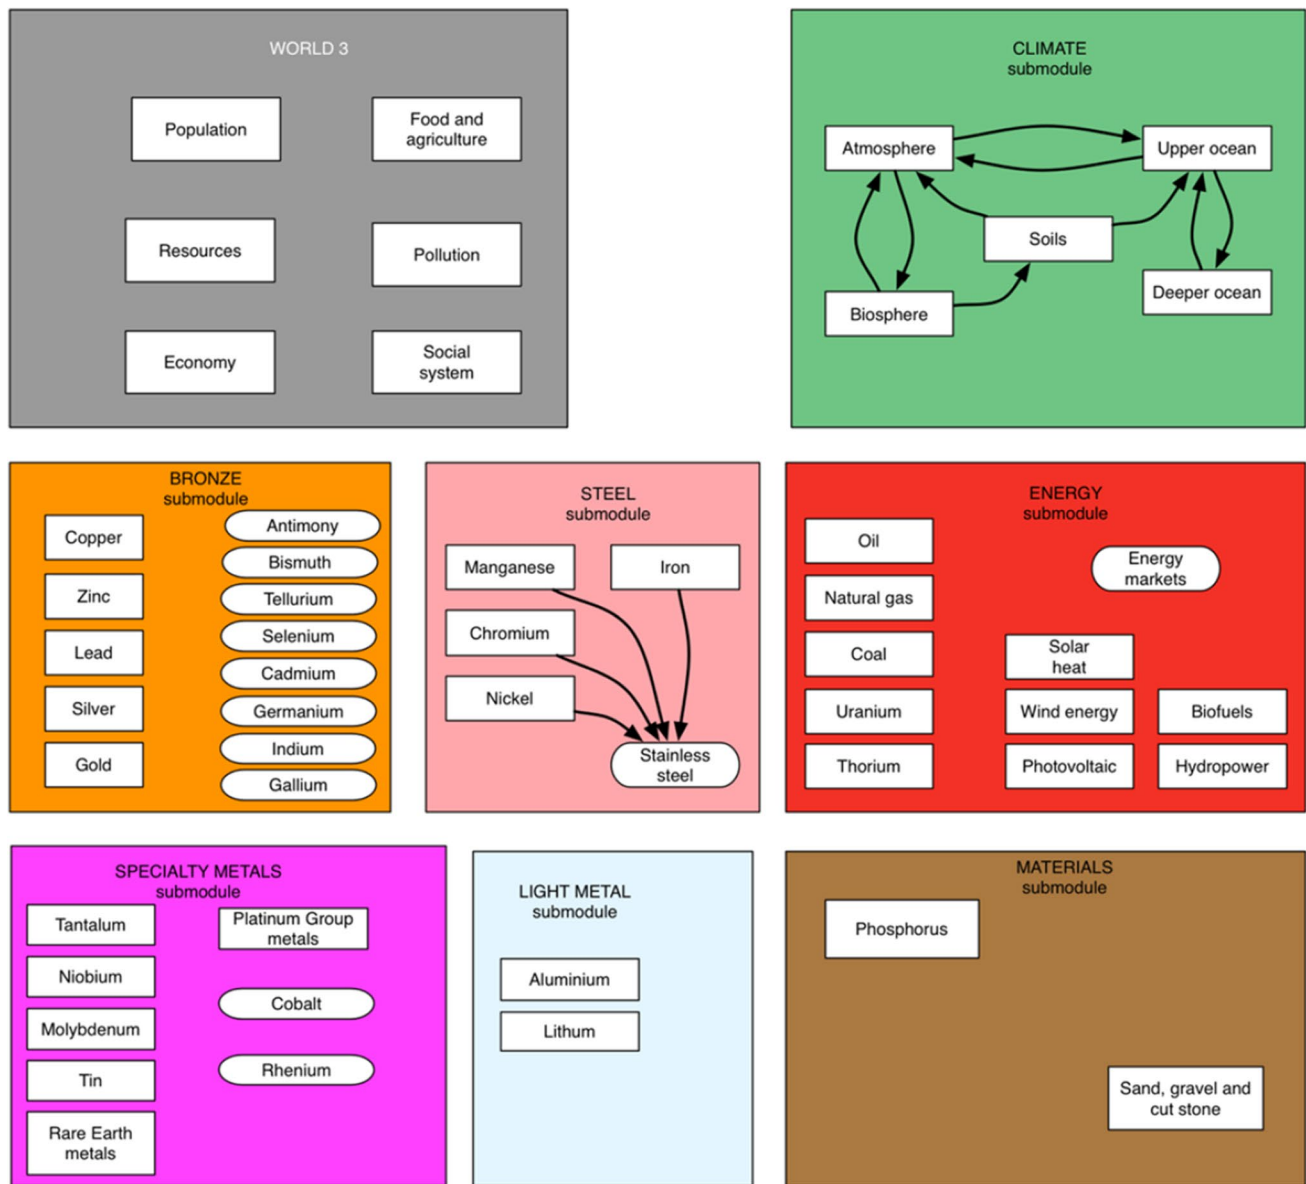 WORLD 3
Population
Food and
agriculture
Resources
Pollution
Economy
Social
system
CLIMATE
submodule
Atmosphere
Upper ocean
Soils
Deeper ocean
Biosphere
BRONZE
submodule
Copper
Zinc
Lead
Silver
Gold
Antimony
Bismuth
Tellurium
Selenium
Cadmium
Germanium
Indium
Gallium
STEEL
submodule
Manganese
Iron
Chromium
Nickel
Stainless
steel
ENERGY
submodule
Oil
Natural gas
Coal
Uranium
Thorium
Energy
markets
Solar
heat
Wind energy
Photovoltaic
Biofuels
Hydropower
SPECIALTY METALS
submodule
Tantalum
Niobium
Molybdenum
Tin
Rare Earth
metals
Platinum Group
metals
Cobalt
Rhenium
LIGHT METAL
submodule
Aluminium
Lithum
MATERIALS
submodule
Phosphorus
Sand, gravel and
cut stone